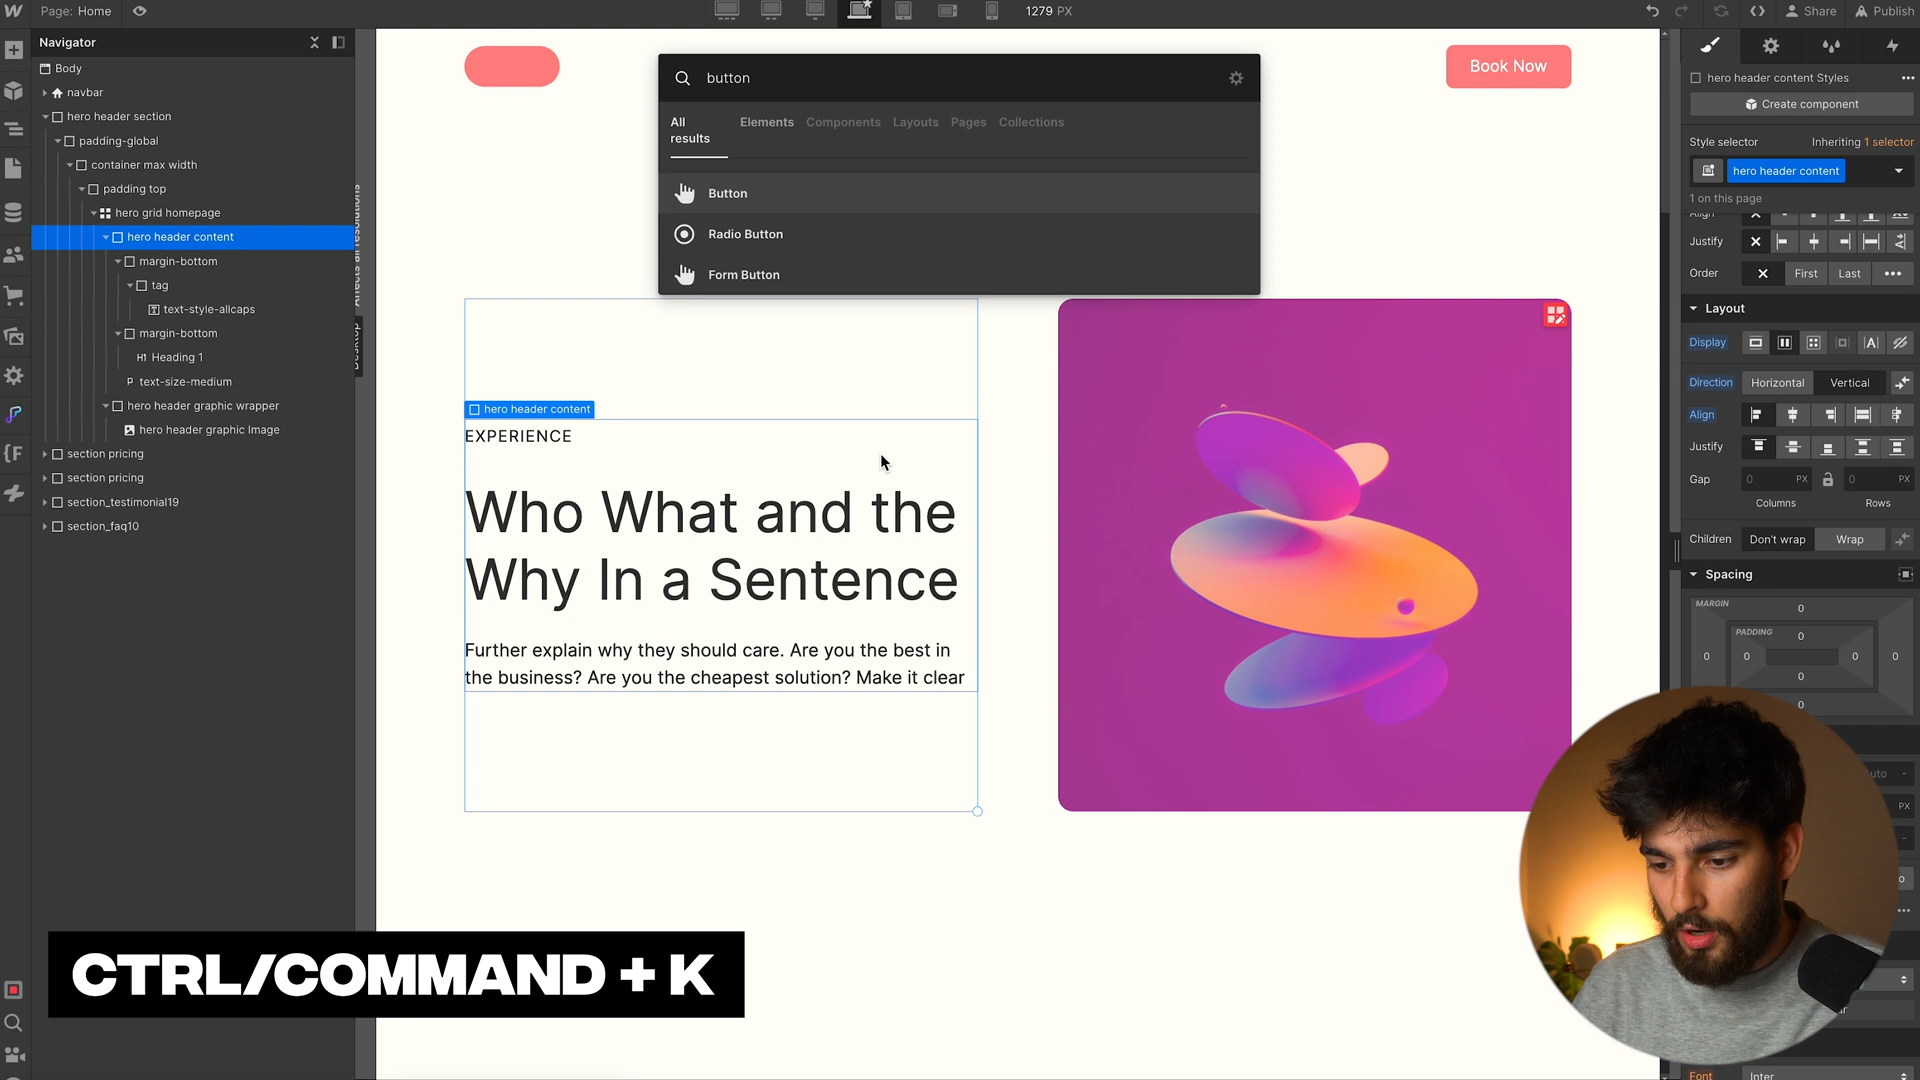 Page: Home
1279 PX
Share
Publish
Navigator
Body
navbar
hero header section
padding-global
container max width
padding top
hero grid homepage
hero header content
margin-bottom
tag
text-style-allcaps
margin-bottom
Heading 1
text-size-medium
hero header graphic wrapper
hero header graphic Image
section pricing
section pricing
section_testimonial19
section_faq10
button
All results
Elements
Components
Layouts
Pages
Collections
Button
Radio Button
Form Button
Book Now
hero header content
EXPERIENCE
Who What and the
Why In a Sentence
Further explain why they should care. Are you the best in
the business? Are you the cheapest solution? Make it clear
CTRL/COMMAND + K
hero header content Styles
Create component
Style selector
Inheriting 1 selector
hero header content
1 on this page
Align
Justify
Order
First
Last
Layout
Display
Direction
Horizontal
Vertical
Align
Justify
Gap
0 PX
0 PX
Columns
Rows
Children
Don't wrap
Wrap
Spacing
MARGIN
0
PADDING
0
0
0
0
0
0
0
PX
Font
Inter